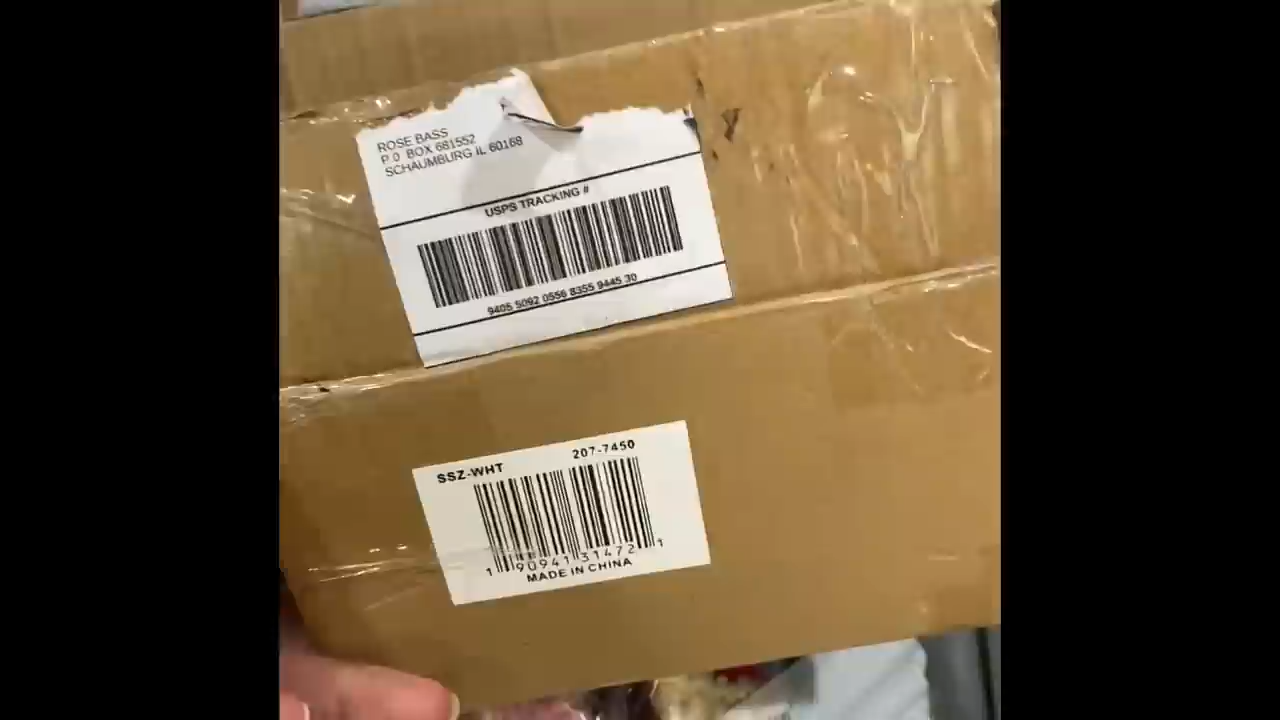 ROSE BASS
P.O BOX 681552
SCHAUMBURG IL 60168
USPS TRACKING #
9405 5092 0556 8355 9445 30
SSZ-WHT 207-7450
1 90941 31472 1
MADE IN CHINA